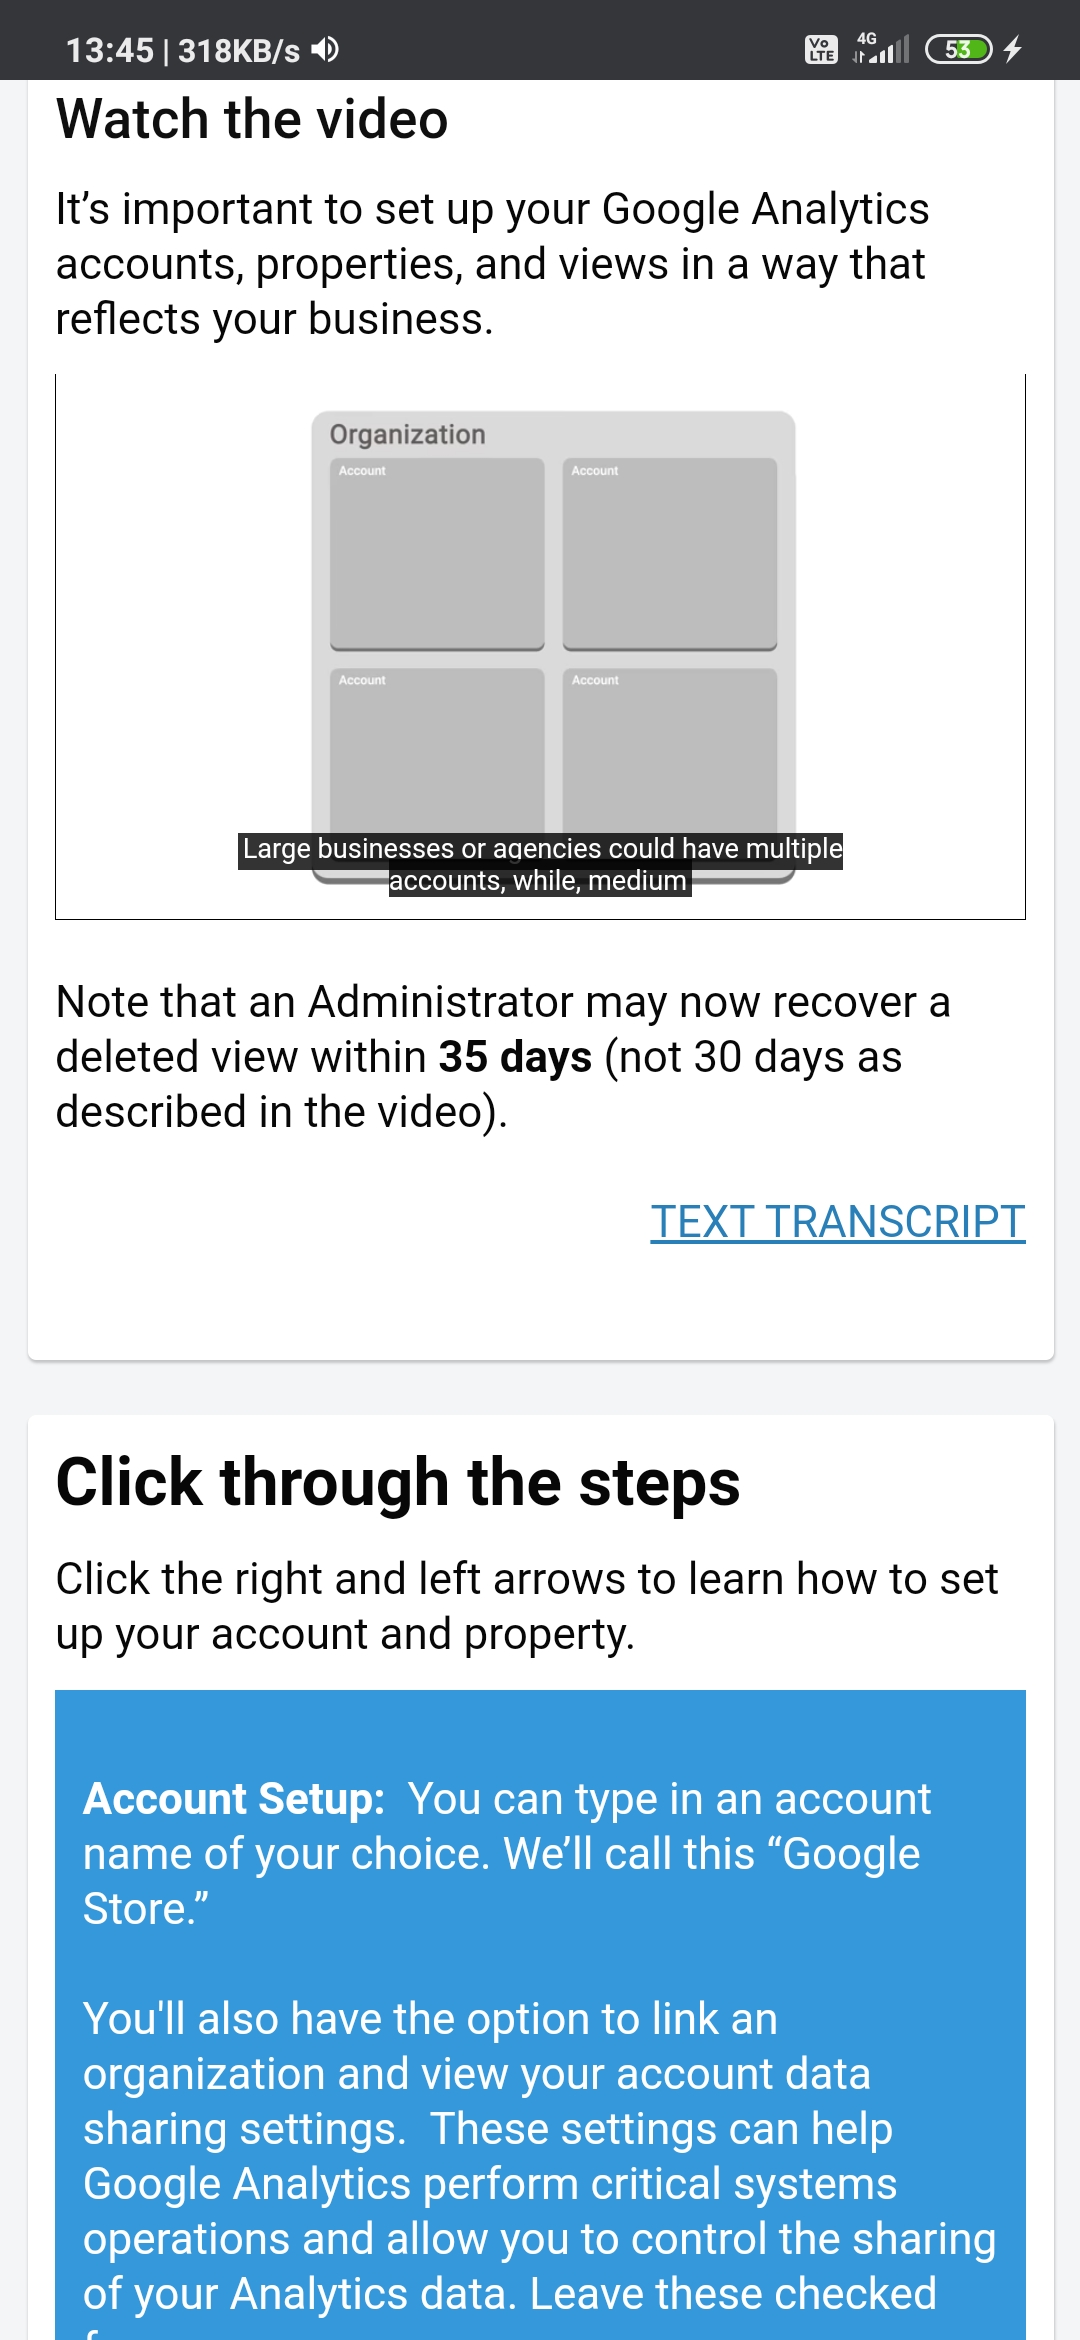 13:45 | 318KB/s
Vo LTE 4G 53
Watch the video
It’s important to set up your Google Analytics
accounts, properties, and views in a way that
reflects your business.
Organization
Account Account
Account Account
Large businesses or agencies could have multiple
accounts, while, medium
Note that an Administrator may now recover a
deleted view within 35 days (not 30 days as
described in the video).
TEXT TRANSCRIPT
Click through the steps
Click the right and left arrows to learn how to set
up your account and property.
Account Setup:  You can type in an account
name of your choice. We’ll call this “Google
Store.”
You'll also have the option to link an
organization and view your account data
sharing settings.  These settings can help
Google Analytics perform critical systems
operations and allow you to control the sharing
of your Analytics data. Leave these checked